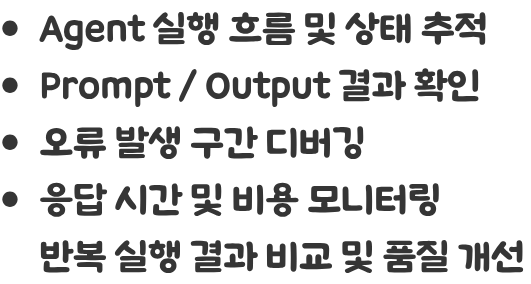 • Agent 실행 흐름 및 상태 추적
• Prompt / Output 결과 확인
• 오류 발생 구간 디버깅
• 응답 시간 및 비용 모니터링
반복 실행 결과 비교 및 품질 개선